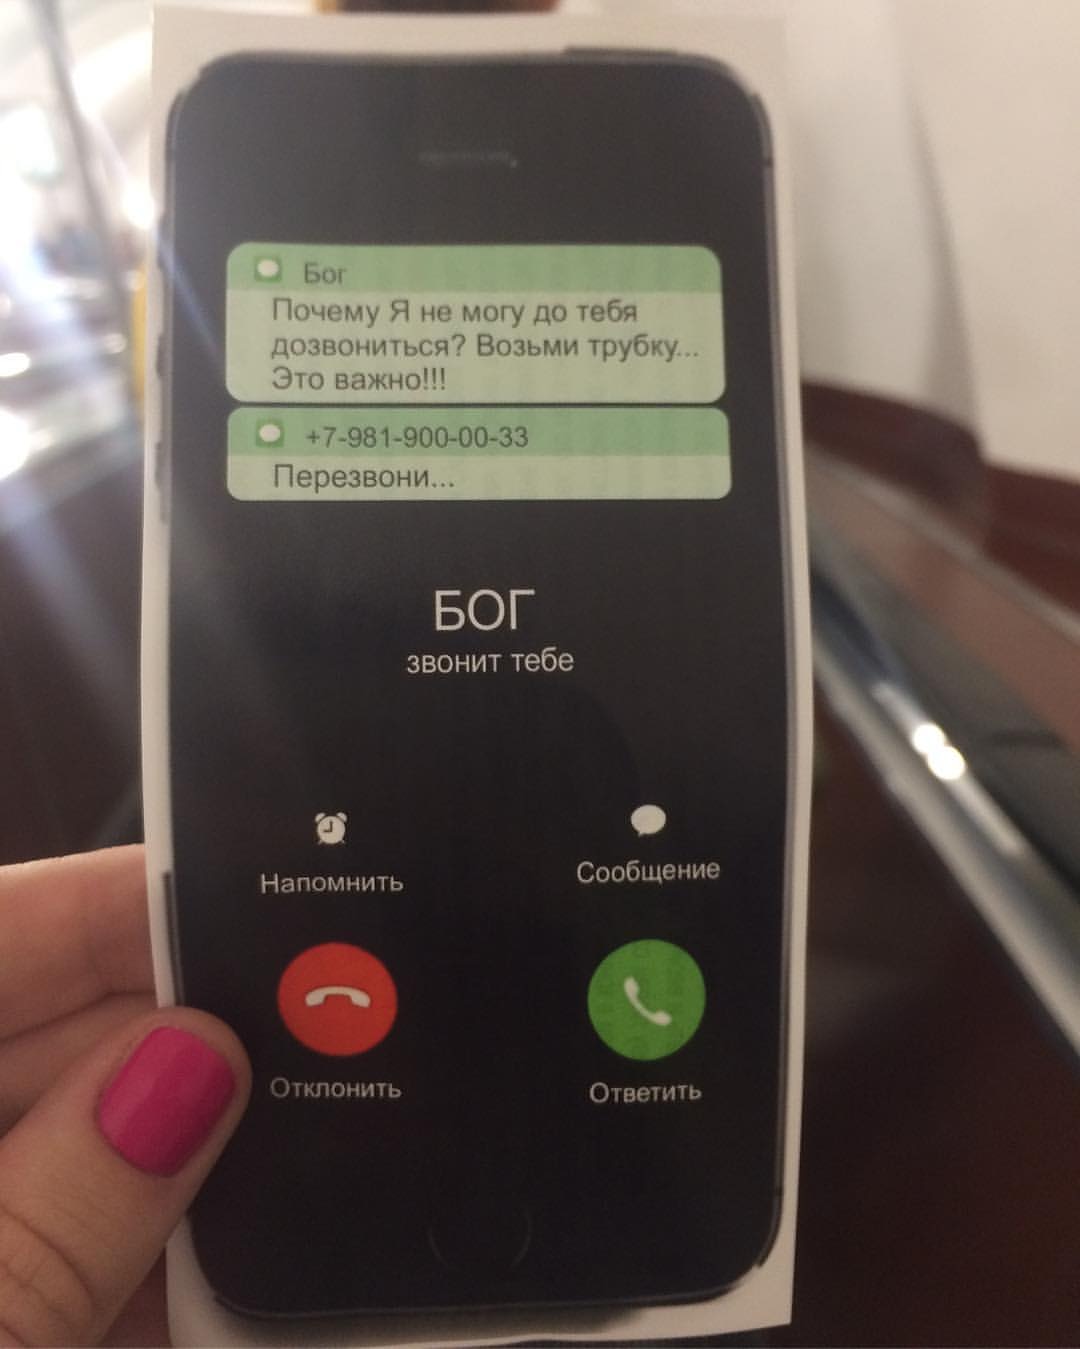 Бог
Почему Я не могу до тебя
дозвониться? Возьми трубку...
Это важно!!!
+7-981-900-00-33
Перезвони...
БОГ
звонит тебе
Напомнить
Сообщение
Отклонить
Ответить